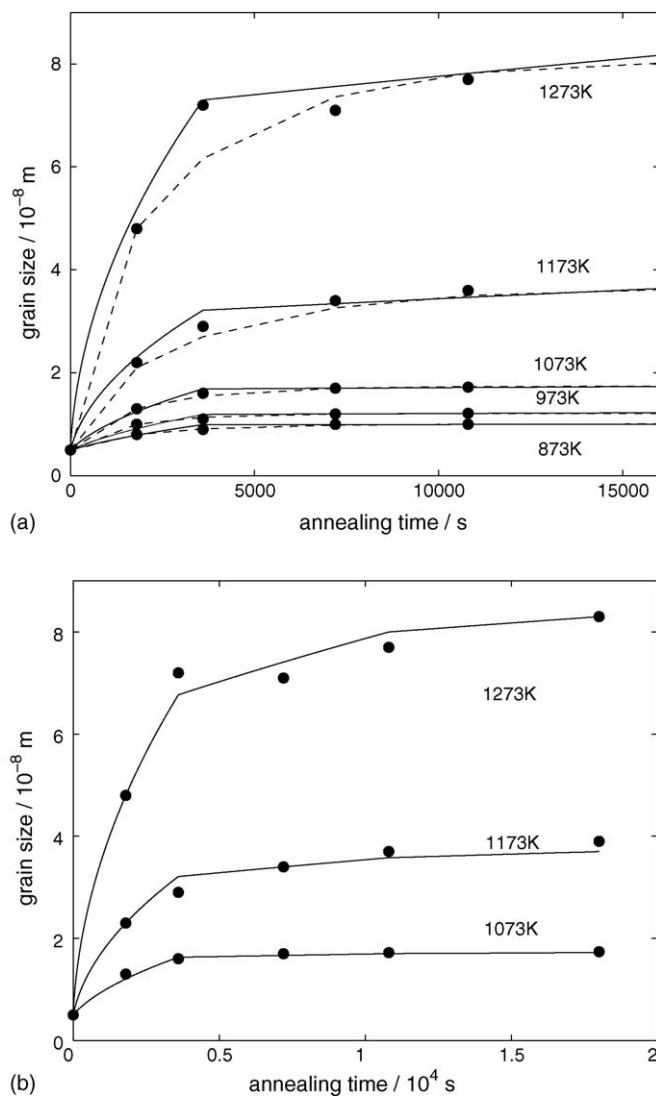 8
1273K
6
grain size / 10⁻⁸ m
4
1173K
2
1073K
973K
873K
0
0 5000 10000 15000
(a)
annealing time / s
8
1273K
6
grain size / 10⁻⁸ m
4
1173K
2
1073K
0
0 0.5 1 1.5 2
(b)
annealing time / 10⁴ s